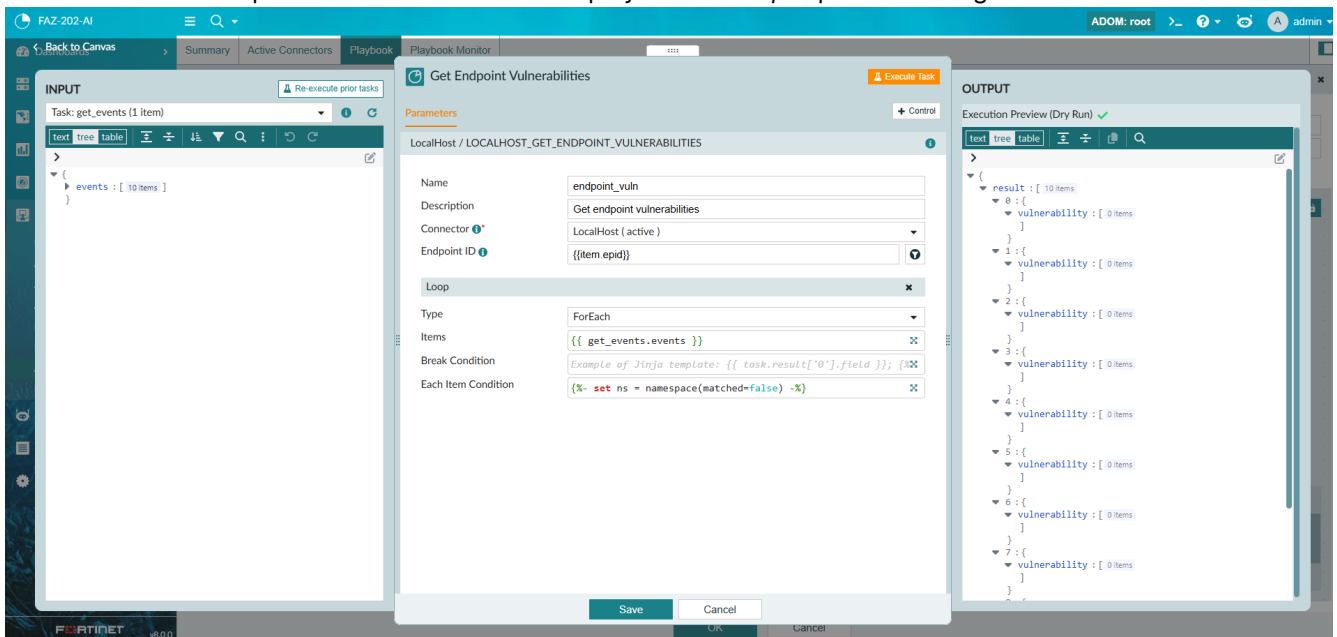 FAZ-202-AI
ADOM: root
admin
Back to Canvas
Summary
Active Connectors
Playbook
Playbook Monitor
INPUT
Re-execute prior tasks
Task: get_events (1 item)
text tree table
{
events : [ 10 items ]
}
Get Endpoint Vulnerabilities
Execute Task
Parameters
+ Control
LocalHost / LOCALHOST_GET_ENDPOINT_VULNERABILITIES
Name
endpoint_vuln
Description
Get endpoint vulnerabilities
Connector *
LocalHost ( active )
Endpoint ID
{{item.epid}}
Loop
Type
ForEach
Items
{{ get_events.events }}
Break Condition
Example of Jinja template: {{ task.result['0'].field }}; {%
Each Item Condition
{%- set ns = namespace(matched=false) -%}
Save
Cancel
OUTPUT
Execution Preview (Dry Run)
text tree table
{
result : [ 10 items
0 : {
vulnerability : [ 0 items
]
}
1 : {
vulnerability : [ 0 items
]
}
2 : {
vulnerability : [ 0 items
]
}
3 : {
vulnerability : [ 0 items
]
}
4 : {
vulnerability : [ 0 items
]
}
5 : {
vulnerability : [ 0 items
]
}
6 : {
vulnerability : [ 0 items
]
}
7 : {
vulnerability : [ 0 items
]
}
FORTINET
v8.0.0
OK
Cancel